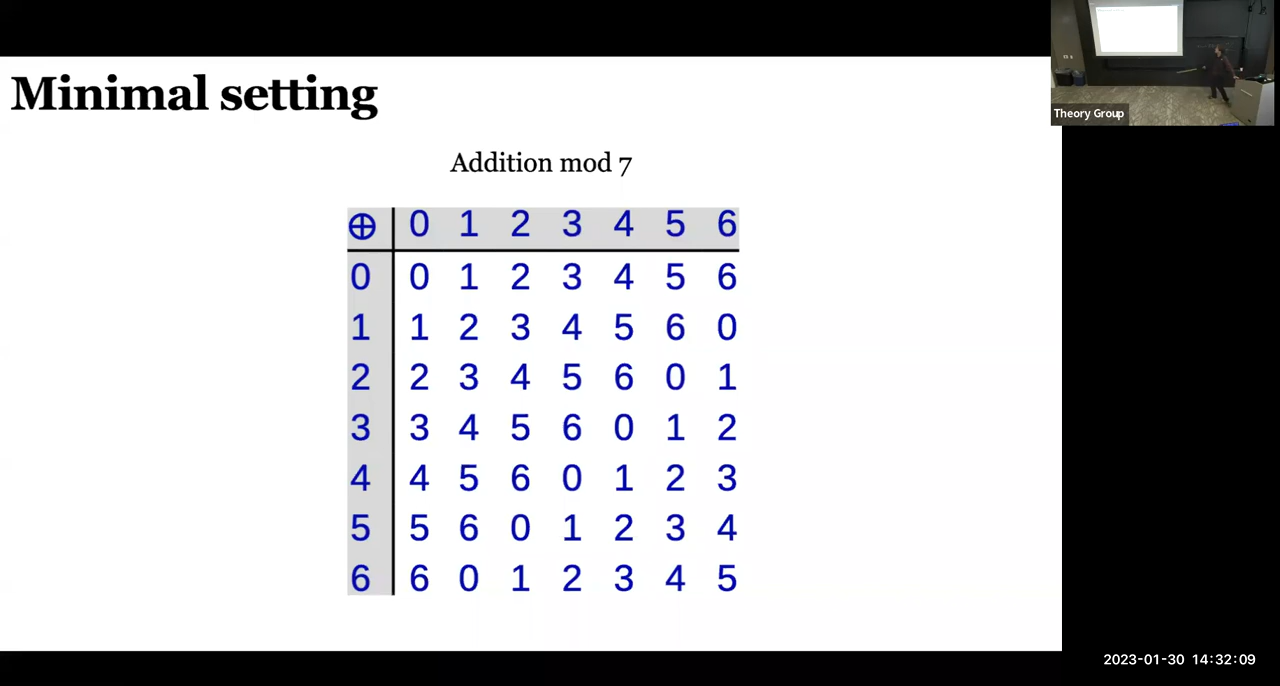 Minimal setting
Addition mod 7
⊕ 0 1 2 3 4 5 6
0 0 1 2 3 4 5 6
1 1 2 3 4 5 6 0
2 2 3 4 5 6 0 1
3 3 4 5 6 0 1 2
4 4 5 6 0 1 2 3
5 5 6 0 1 2 3 4
6 6 0 1 2 3 4 5
Theory Group
2023-01-30 14:32:09